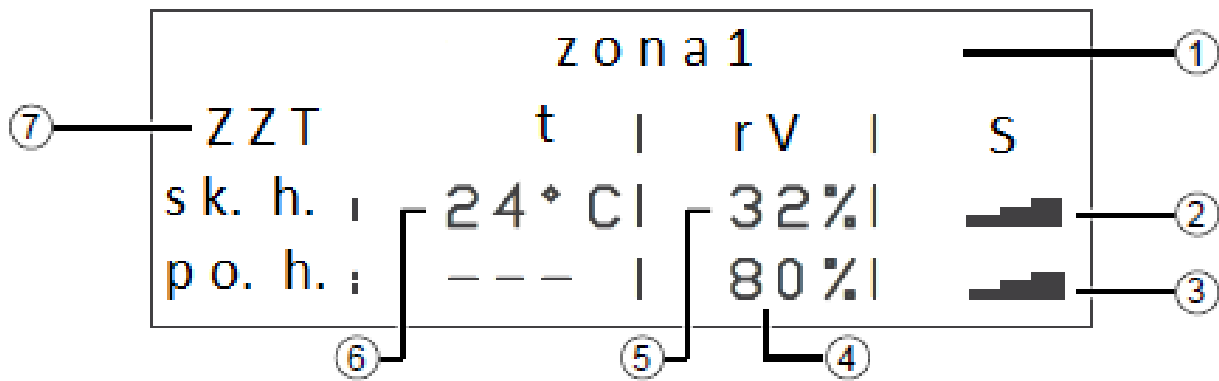 zona1 ①
⑦ ZZT t | rV | S
sk. h. : 24°C| 32%| ②
po. h. : --- | 80%| ③
⑥ ⑤ ④